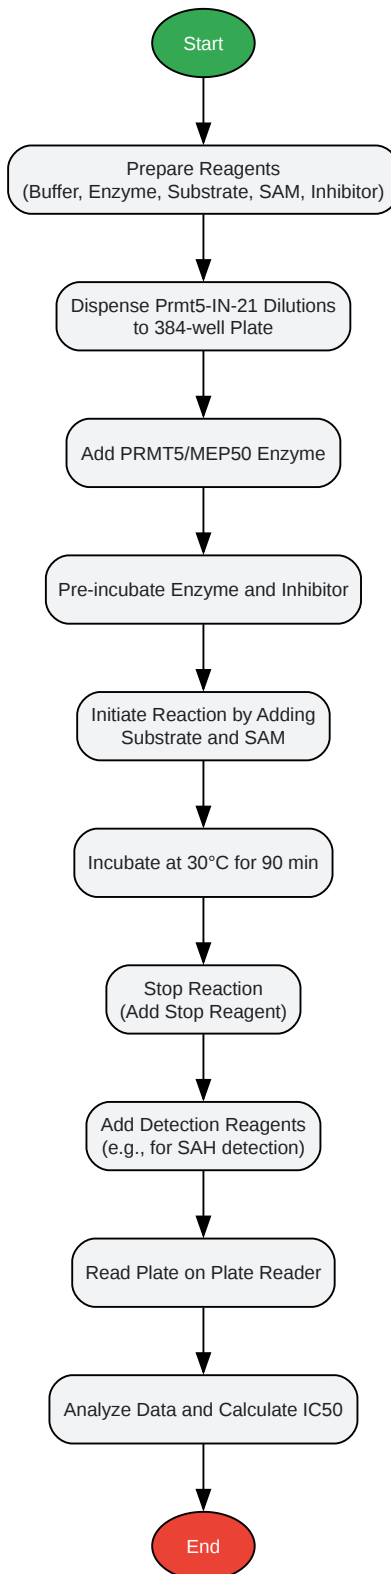 Start
Prepare Reagents
(Buffer, Enzyme, Substrate, SAM, Inhibitor)
Dispense Prmt5-IN-21 Dilutions
to 384-well Plate
Add PRMT5/MEP50 Enzyme
Pre-incubate Enzyme and Inhibitor
Initiate Reaction by Adding
Substrate and SAM
Incubate at 30°C for 90 min
Stop Reaction
(Add Stop Reagent)
Add Detection Reagents
(e.g., for SAH detection)
Read Plate on Plate Reader
Analyze Data and Calculate IC50
End